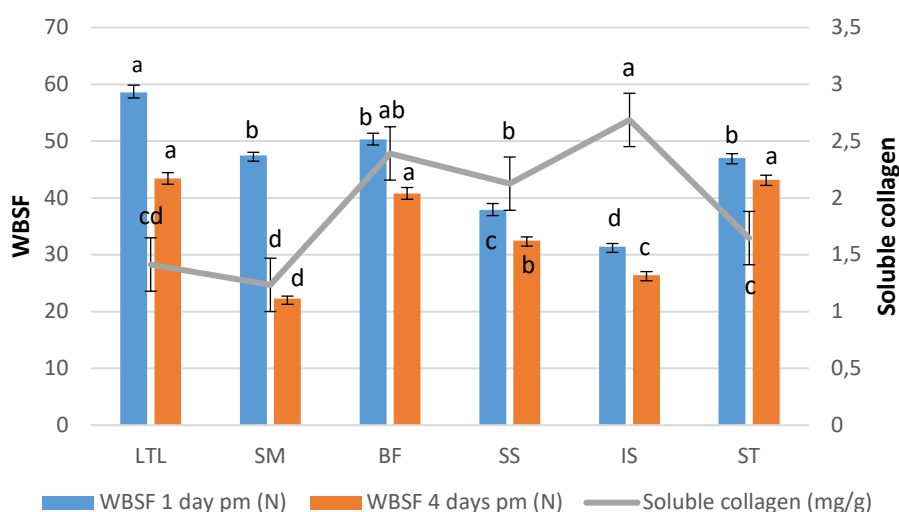 70 3,5
a a
60 3
b b ab b b
50 2,5
a a a
40 2
cd d c d c
30 b 1,5
d c
20 1
10 0,5
0 0
WBSF
Soluble collagen
LTL SM BF SS IS ST
WBSF 1 day pm (N) WBSF 4 days pm (N) Soluble collagen (mg/g)